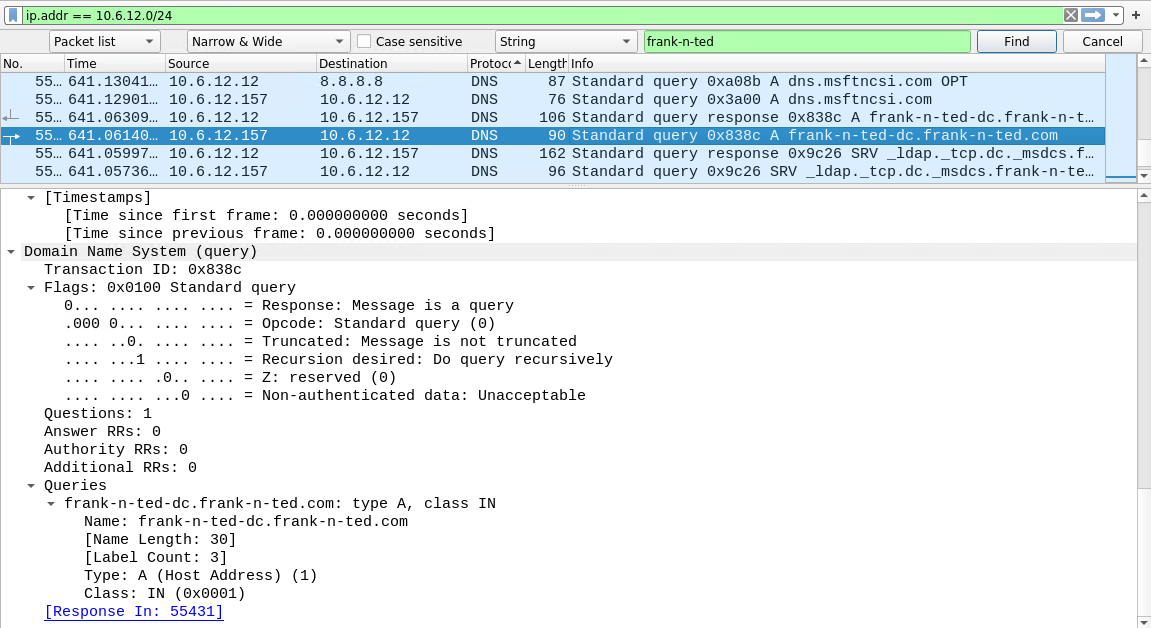 ip.addr == 10.6.12.0/24
Packet list Narrow & Wide Case sensitive String frank-n-ted Find Cancel
No. Time Source Destination Protoc Length Info
55… 641.13041… 10.6.12.12 8.8.8.8 DNS 87 Standard query 0xa08b A dns.msftncsi.com OPT
55… 641.12901… 10.6.12.157 10.6.12.12 DNS 76 Standard query 0x3a00 A dns.msftncsi.com
55… 641.06309… 10.6.12.12 10.6.12.157 DNS 106 Standard query response 0x838c A frank-n-ted-dc.frank-n-t…
55… 641.06140… 10.6.12.157 10.6.12.12 DNS 90 Standard query 0x838c A frank-n-ted-dc.frank-n-ted.com
55… 641.05997… 10.6.12.12 10.6.12.157 DNS 162 Standard query response 0x9c26 SRV _ldap._tcp.dc._msdcs.f…
55… 641.05736… 10.6.12.157 10.6.12.12 DNS 96 Standard query 0x9c26 SRV _ldap._tcp.dc._msdcs.frank-n-te…
[Timestamps]
[Time since first frame: 0.000000000 seconds]
[Time since previous frame: 0.000000000 seconds]
Domain Name System (query)
Transaction ID: 0x838c
Flags: 0x0100 Standard query
0... .... .... .... = Response: Message is a query
.000 0... .... .... = Opcode: Standard query (0)
.... ..0. .... .... = Truncated: Message is not truncated
.... ...1 .... .... = Recursion desired: Do query recursively
.... .... .0.. .... = Z: reserved (0)
.... .... ...0 .... = Non-authenticated data: Unacceptable
Questions: 1
Answer RRs: 0
Authority RRs: 0
Additional RRs: 0
Queries
frank-n-ted-dc.frank-n-ted.com: type A, class IN
Name: frank-n-ted-dc.frank-n-ted.com
[Name Length: 30]
[Label Count: 3]
Type: A (Host Address) (1)
Class: IN (0x0001)
[Response In: 55431]